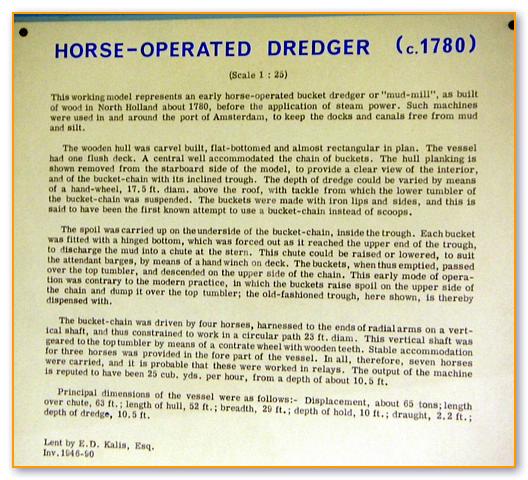 HORSE-OPERATED DREDGER (c.1780)
(Scale 1 : 25)
This working model represents an early horse-operated bucket dredger or "mud-mill", as built
of wood in North Holland about 1780, before the application of steam power. Such machines
were used in and around the port of Amsterdam, to keep the docks and canals free from mud
and silt.
The wooden hull was carvel built, flat-bottomed and almost rectangular in plan. The vessel
had one flush deck. A central well accommodated the chain of buckets. The hull planking is
shown removed from the starboard side of the model, to provide a clear view of the interior,
and of the bucket-chain with its inclined trough. The depth of dredge could be varied by means
of a hand-wheel, 17.5 ft. diam. above the roof, with tackle from which the lower tumbler of
the bucket-chain was suspended. The buckets were made with iron lips and sides, and this is
said to have been the first known attempt to use a bucket-chain instead of scoops.
The spoil was carried up on the underside of the bucket-chain, inside the trough. Each bucket
was fitted with a hinged bottom, which was forced out as it reached the upper end of the trough,
to discharge the mud into a chute at the stern. This chute could be raised or lowered, to suit
the attendant barges, by means of a hand winch on deck. The buckets, when thus emptied, passed
over the top tumbler, and descended on the upper side of the chain. This early mode of opera-
tion was contrary to the modern practice, in which the buckets raise spoil on the upper side of
the chain and dump it over the top tumbler; the old-fashioned trough, here shown, is thereby
dispensed with.
The bucket-chain was driven by four horses, harnessed to the ends of radial arms on a vert-
ical shaft, and thus constrained to work in a circular path 23 ft. diam. This vertical shaft was
geared to the top tumbler by means of a contrate wheel with wooden teeth. Stable accommodation
for three horses was provided in the fore part of the vessel. In all, therefore, seven horses
were carried, and it is probable that these were worked in relays. The output of the machine
is reputed to have been 25 cub. yds. per hour, from a depth of about 10.5 ft.
Principal dimensions of the vessel were as follows:- Displacement, about 65 tons; length
over chute, 63 ft.; length of hull, 52 ft.; breadth, 29 ft.; depth of hold, 10 ft.; draught, 2.2 ft.;
depth of dredge, 10.5 ft.
Lent by E.D. Kalis, Esq.
Inv.1946-90